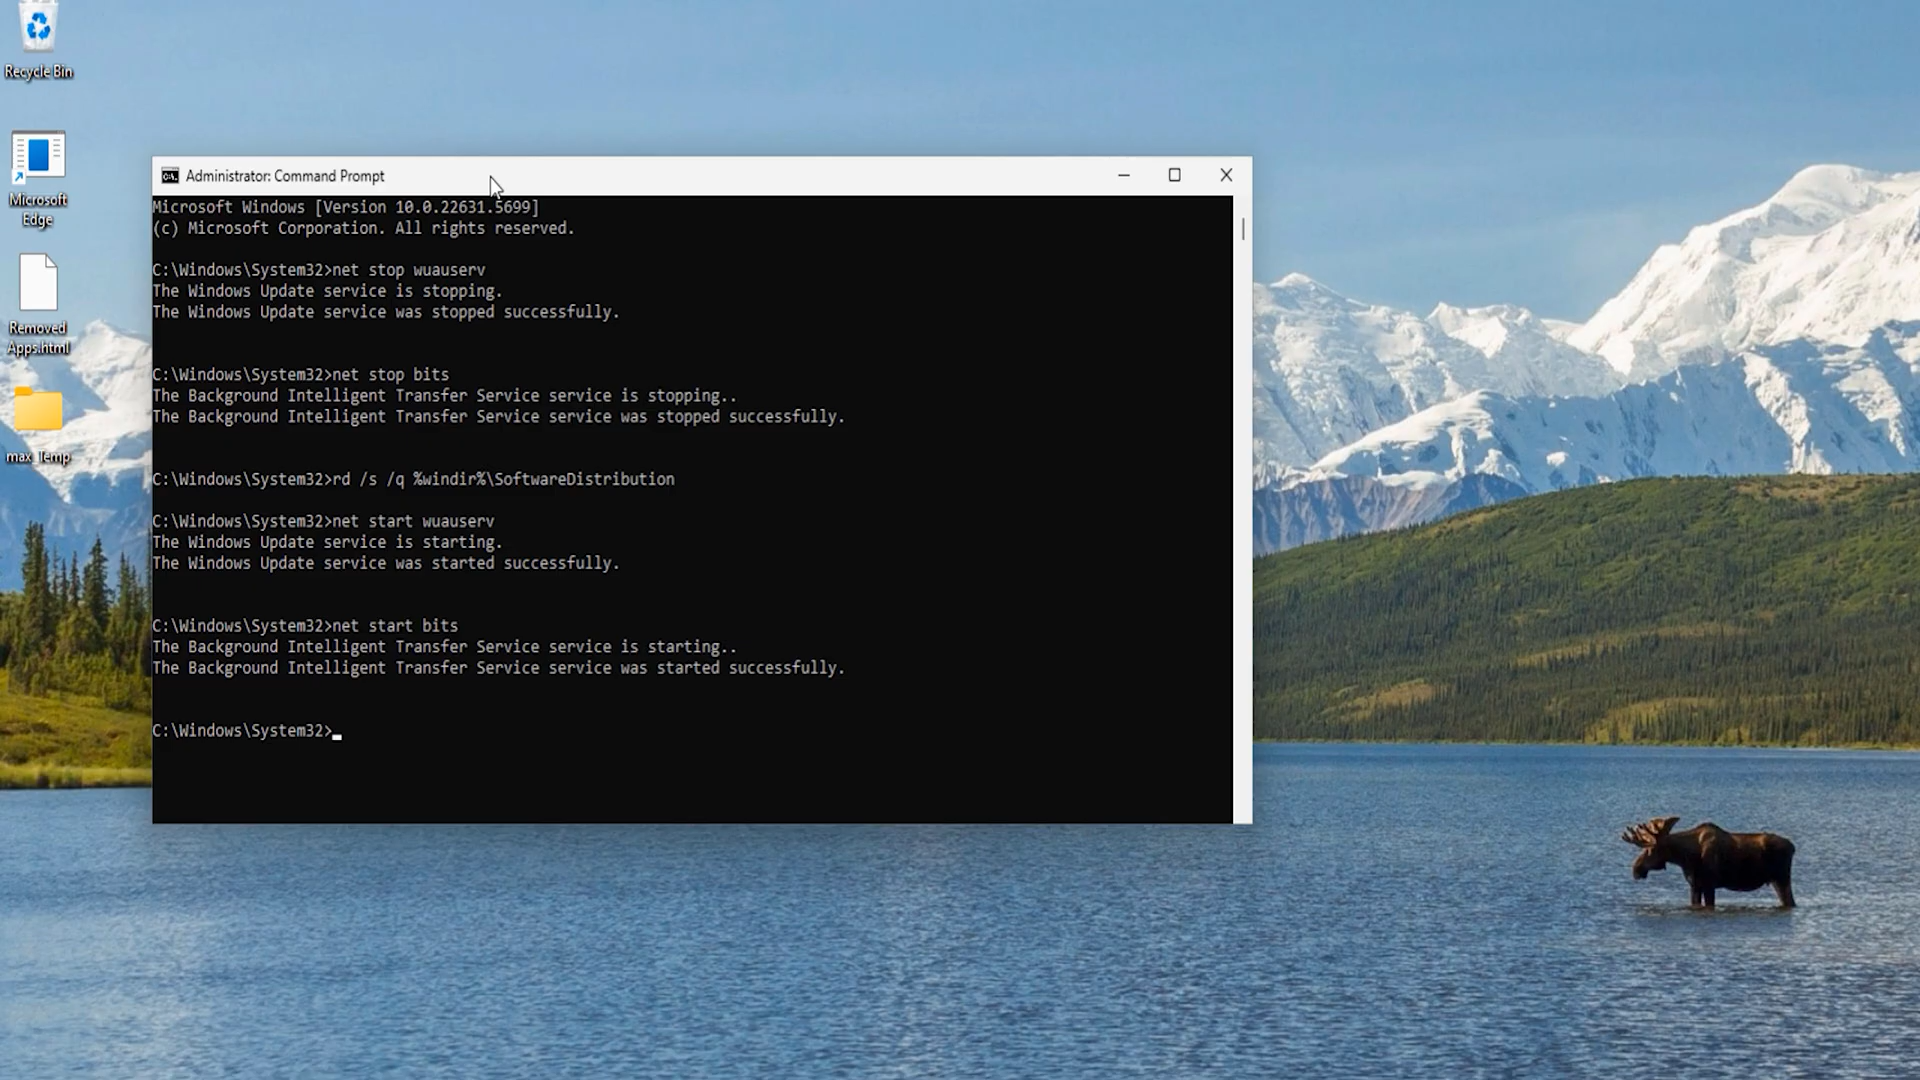 Recycle Bin
Microsoft
Edge
Removed
Apps.html
max_Temp
Administrator: Command Prompt
Microsoft Windows [Version 10.0.22631.5699]
(c) Microsoft Corporation. All rights reserved.
C:\Windows\System32>net stop wuauserv
The Windows Update service is stopping.
The Windows Update service was stopped successfully.
C:\Windows\System32>net stop bits
The Background Intelligent Transfer Service service is stopping..
The Background Intelligent Transfer Service service was stopped successfully.
C:\Windows\System32>rd /s /q %windir%\SoftwareDistribution
C:\Windows\System32>net start wuauserv
The Windows Update service is starting.
The Windows Update service was started successfully.
C:\Windows\System32>net start bits
The Background Intelligent Transfer Service service is starting..
The Background Intelligent Transfer Service service was started successfully.
C:\Windows\System32>